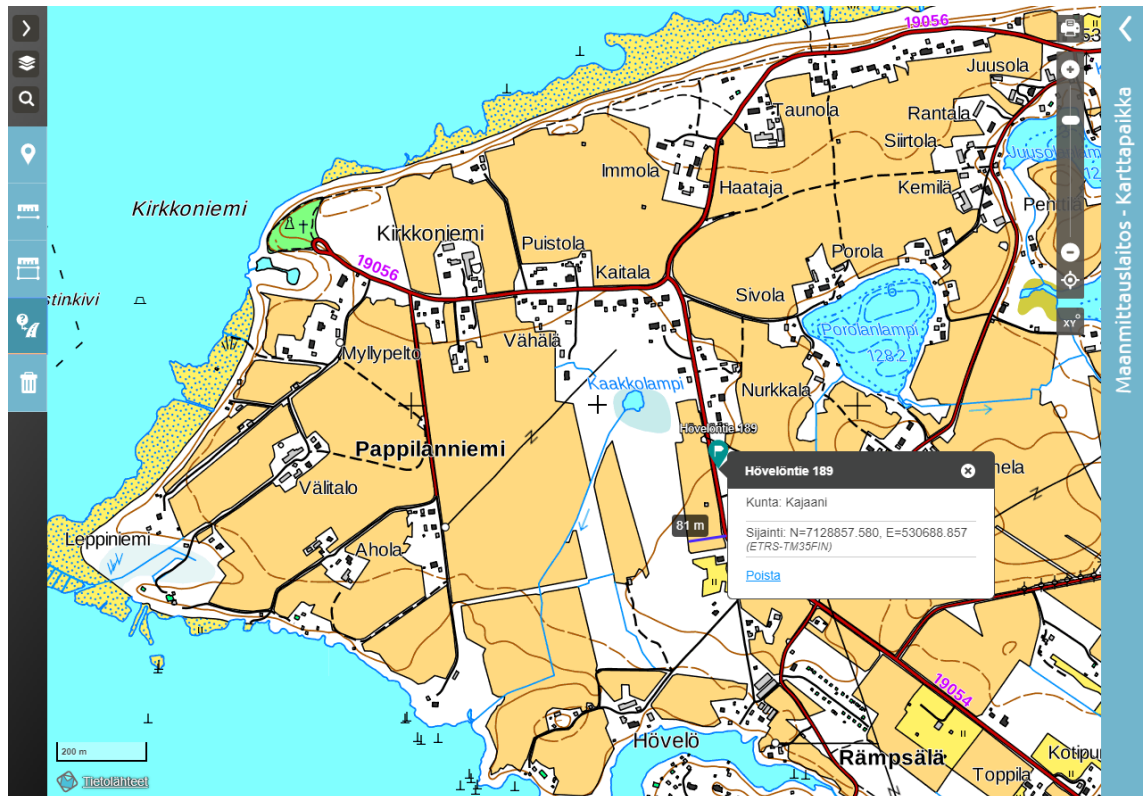 19056
Juusola
Taunola
Rantala
Siirtola
Immola
Haataja
Kemilä
Kirkkoniemi
Kirkkoniemi
Puistola
Penttilä
Porola
19056
Kaitala
Sivola
6
Porolanlampi
128.2
stinkivi
Vähälä
Myllypelto
Kaakkolampi
Nurkkala
Hövelöntie 189
Pappilanniemi
Hövelöntie 189
Kunta: Kajaani
Sijainti: N=7128857.580, E=530688.857
(ETRS-TM35FIN)
Poista
81 m
Välitalo
Leppiniemi
Ahola
19054
Hövelö
Rämpsälä
Kotipu
Toppila
200 m
Tietolähteet
XY
Maanmittauslaitos - Karttapaikka